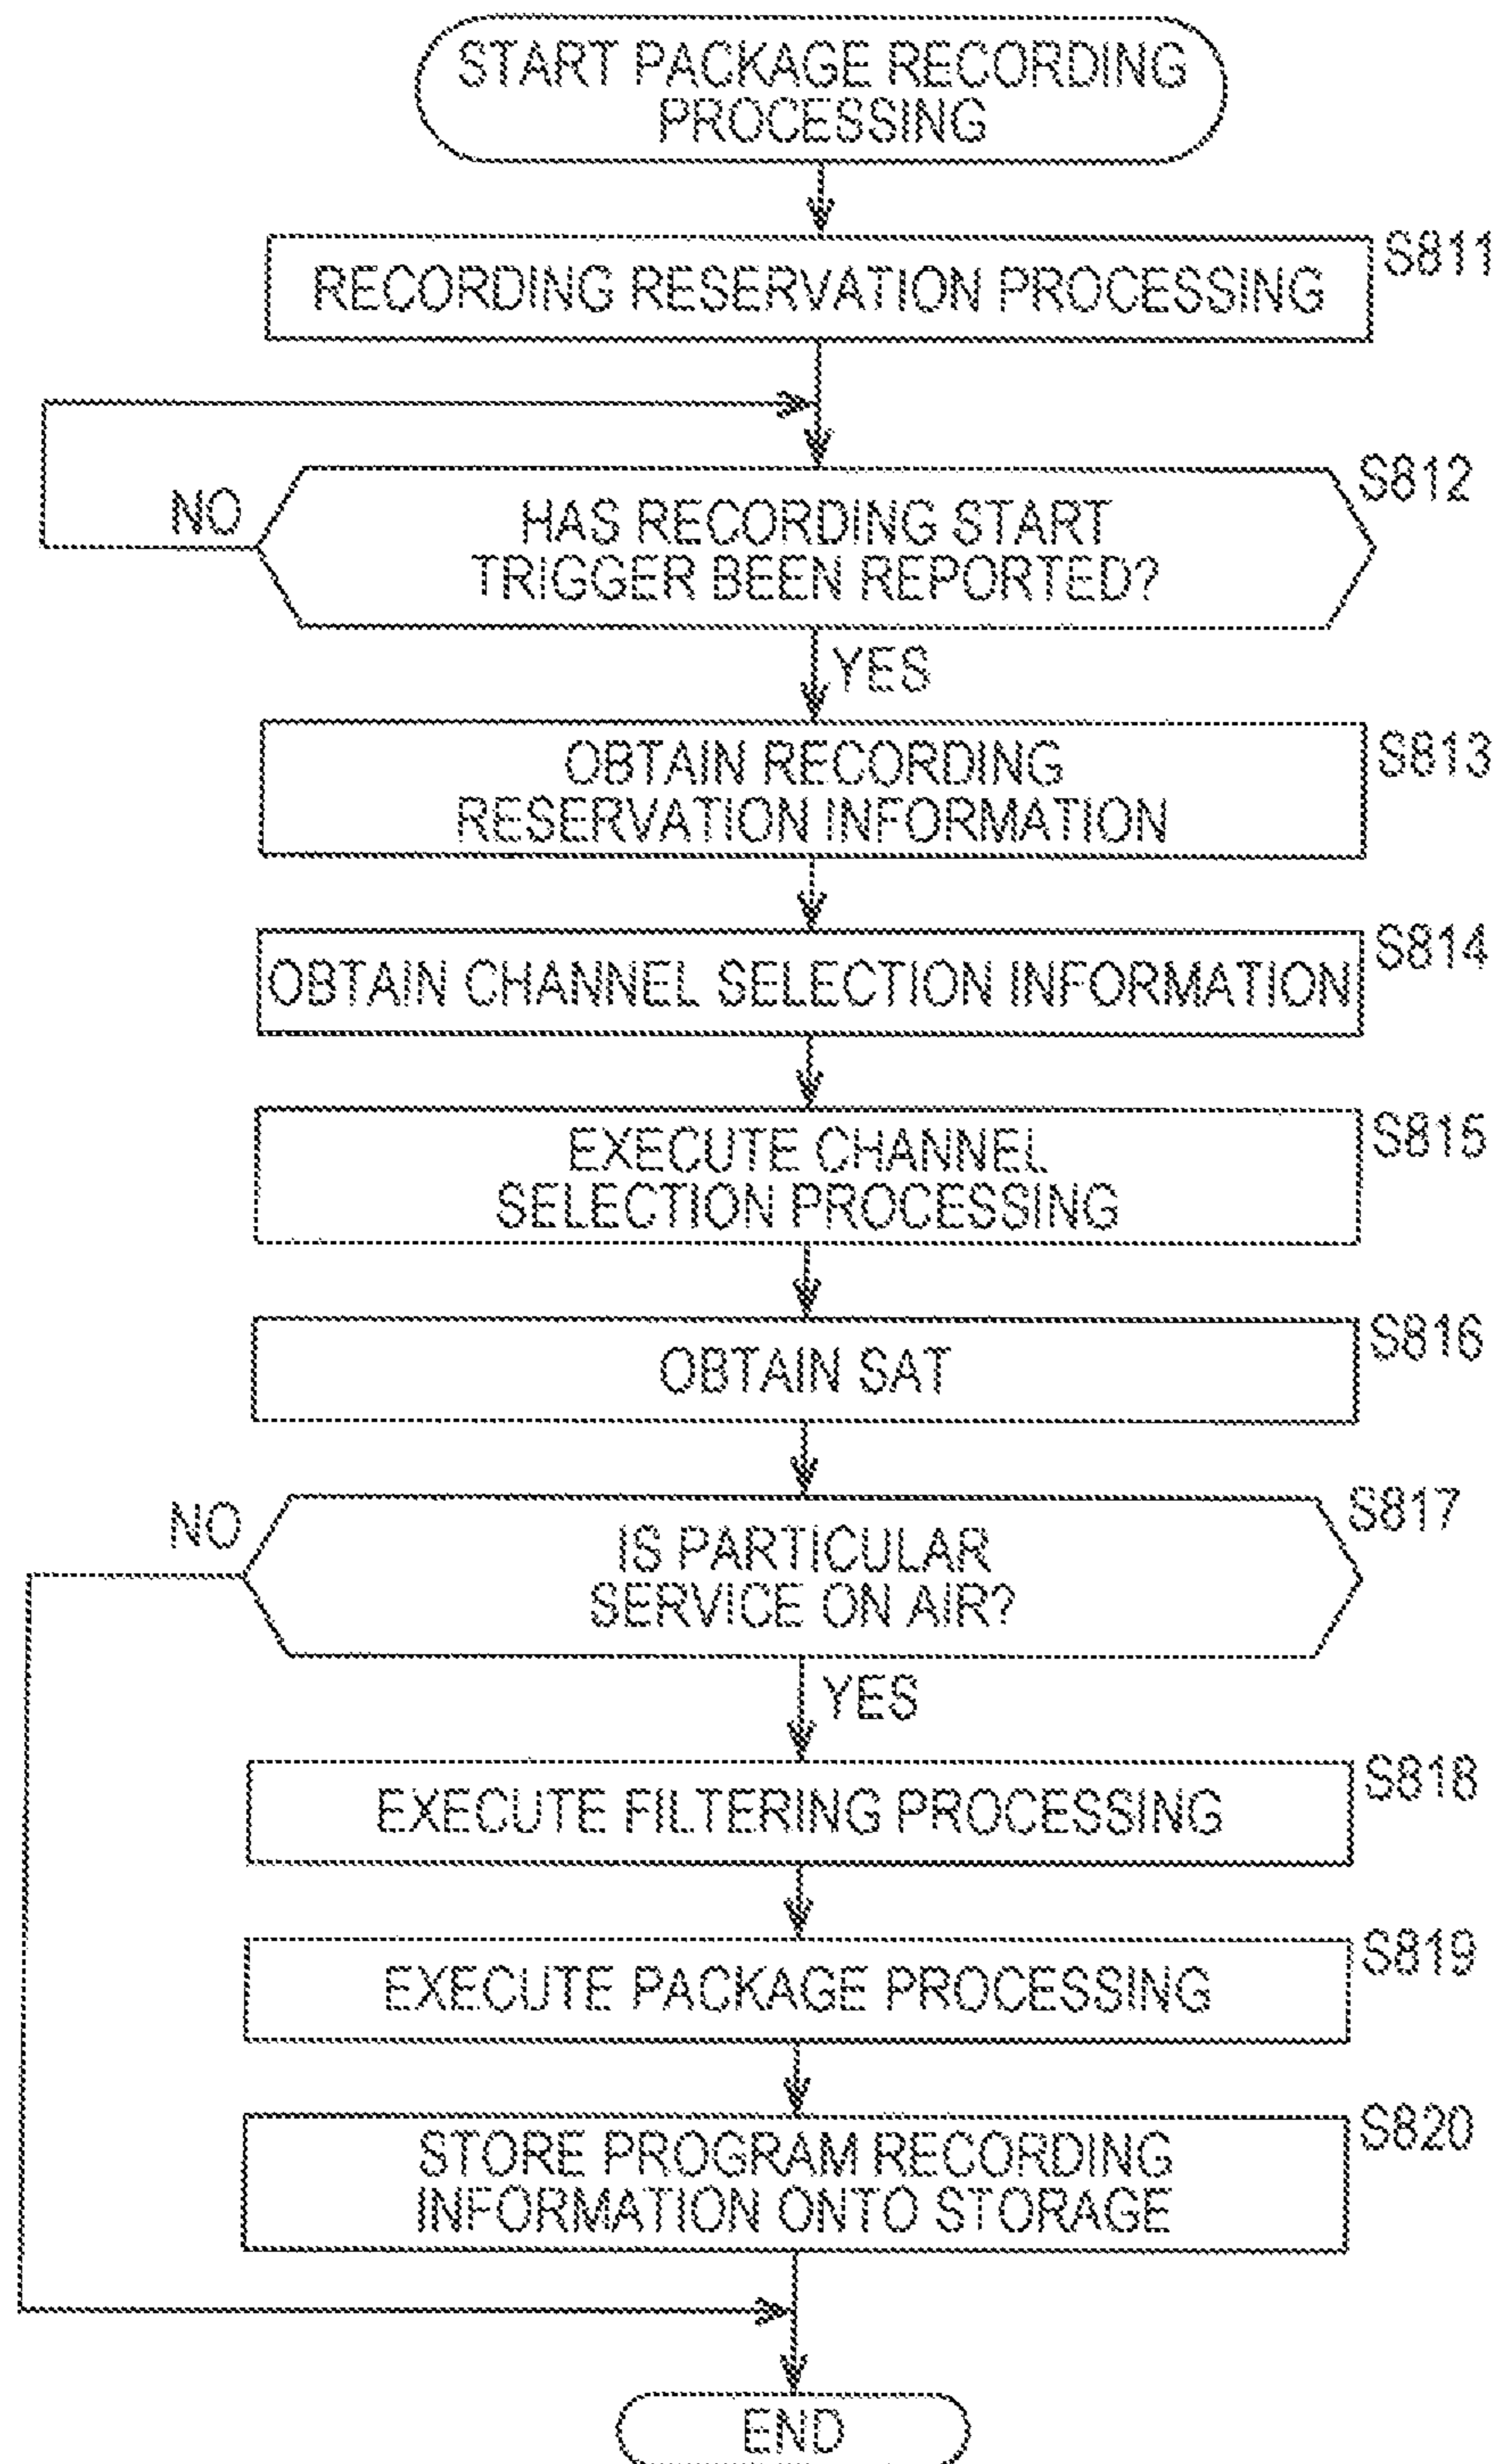 START PACKAGE RECORDING
PROCESSING
S811
RECORDING RESERVATION PROCESSING
S812
NO
HAS RECORDING START
TRIGGER BEEN REPORTED?
YES
S813
OBTAIN RECORDING
RESERVATION INFORMATION
S814
OBTAIN CHANNEL SELECTION INFORMATION
S815
EXECUTE CHANNEL
SELECTION PROCESSING
S816
OBTAIN SAT
S817
NO
IS PARTICULAR
SERVICE ON AIR?
YES
S818
EXECUTE FILTERING PROCESSING
S819
EXECUTE PACKAGE PROCESSING
S820
STORE PROGRAM RECORDING
INFORMATION ONTO STORAGE
END